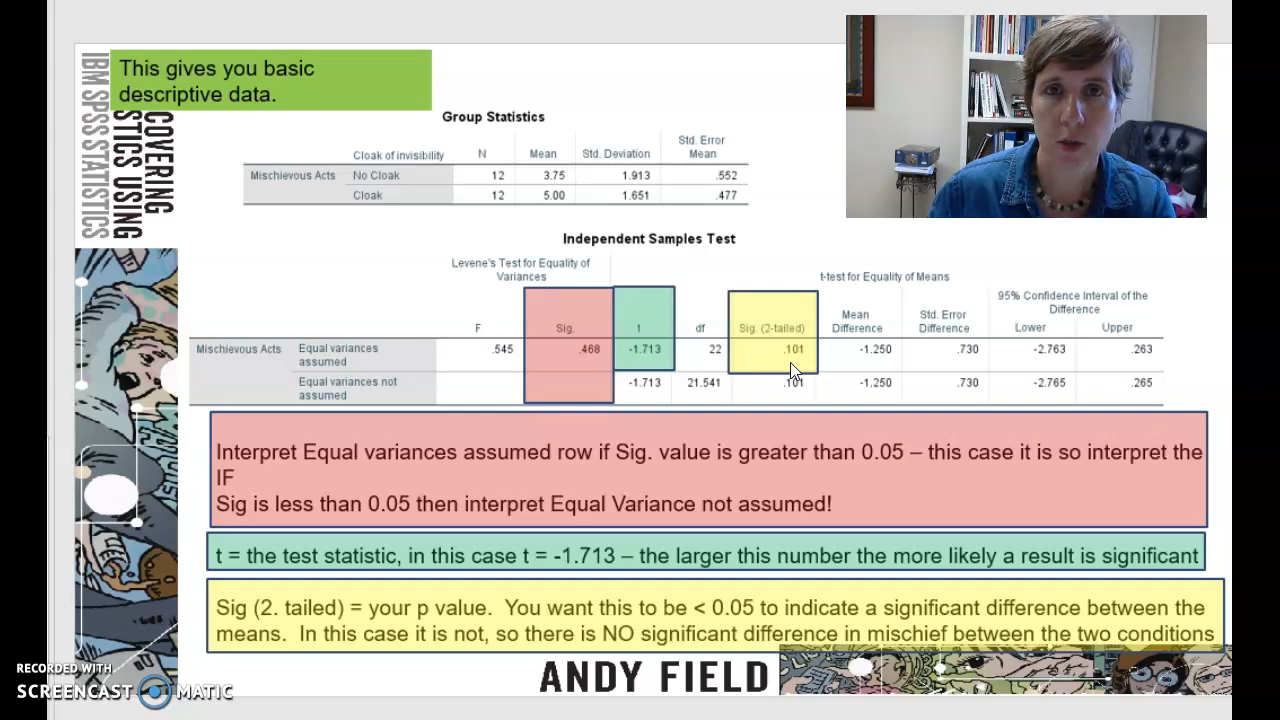 This gives you basic
descriptive data.
IBM SPSS STATISTICS
STICS USING
COVERING
Group Statistics
Cloak of invisibility N Mean Std. Deviation Std. Error Mean
Mischievous Acts No Cloak 12 3.75 1.913 .552
Cloak 12 5.00 1.651 .477
Independent Samples Test
Levene's Test for Equality of Variances
t-test for Equality of Means
95% Confidence Interval of the Difference
F Sig. t df Sig. (2-tailed) Mean Difference Std. Error Difference Lower Upper
Mischievous Acts Equal variances assumed .545 .468 -1.713 22 .101 -1.250 .730 -2.763 .263
Equal variances not assumed -1.713 21.541 .101 -1.250 .730 -2.765 .265
Interpret Equal variances assumed row if Sig. value is greater than 0.05 – this case it is so interpret the
IF
Sig is less than 0.05 then interpret Equal Variance not assumed!
t = the test statistic, in this case t = -1.713 – the larger this number the more likely a result is significant
Sig (2. tailed) = your p value. You want this to be < 0.05 to indicate a significant difference between the
means. In this case it is not, so there is NO significant difference in mischief between the two conditions
ANDY FIELD
RECORDED WITH
SCREENCAST MATIC